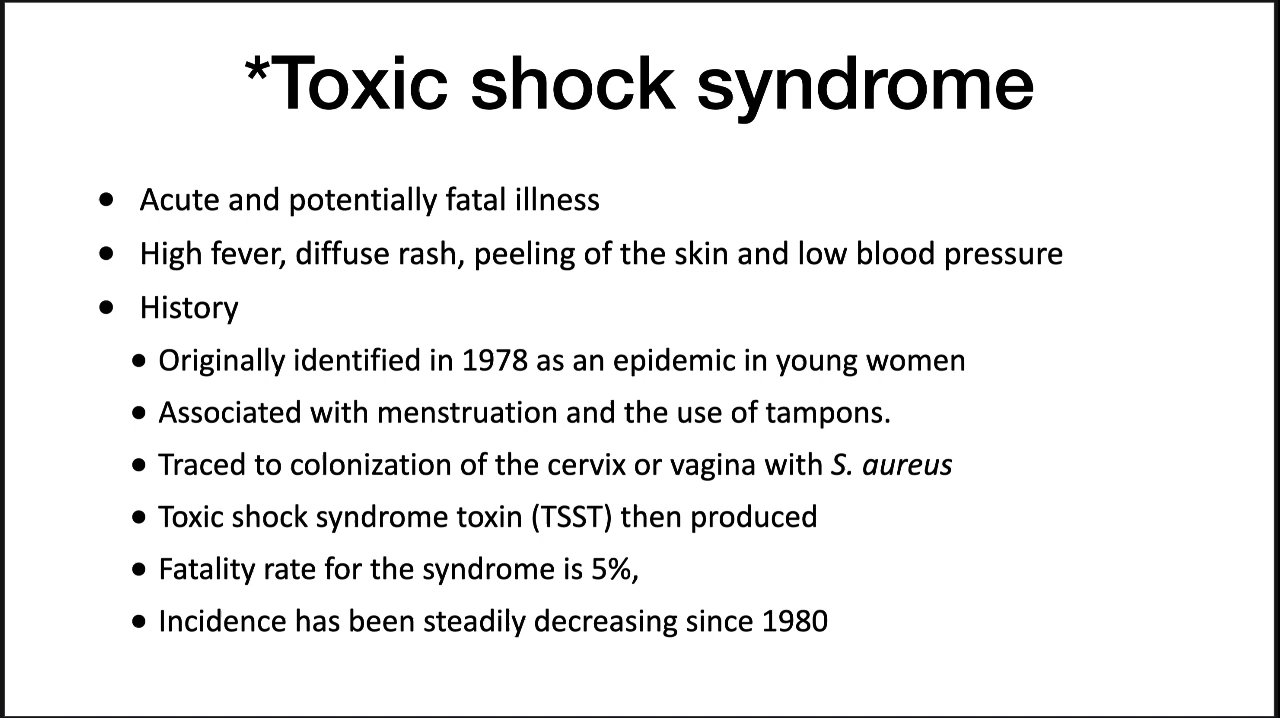 *Toxic shock syndrome
• Acute and potentially fatal illness
• High fever, diffuse rash, peeling of the skin and low blood pressure
• History
• Originally identified in 1978 as an epidemic in young women
• Associated with menstruation and the use of tampons.
• Traced to colonization of the cervix or vagina with S. aureus
• Toxic shock syndrome toxin (TSST) then produced
• Fatality rate for the syndrome is 5%,
• Incidence has been steadily decreasing since 1980